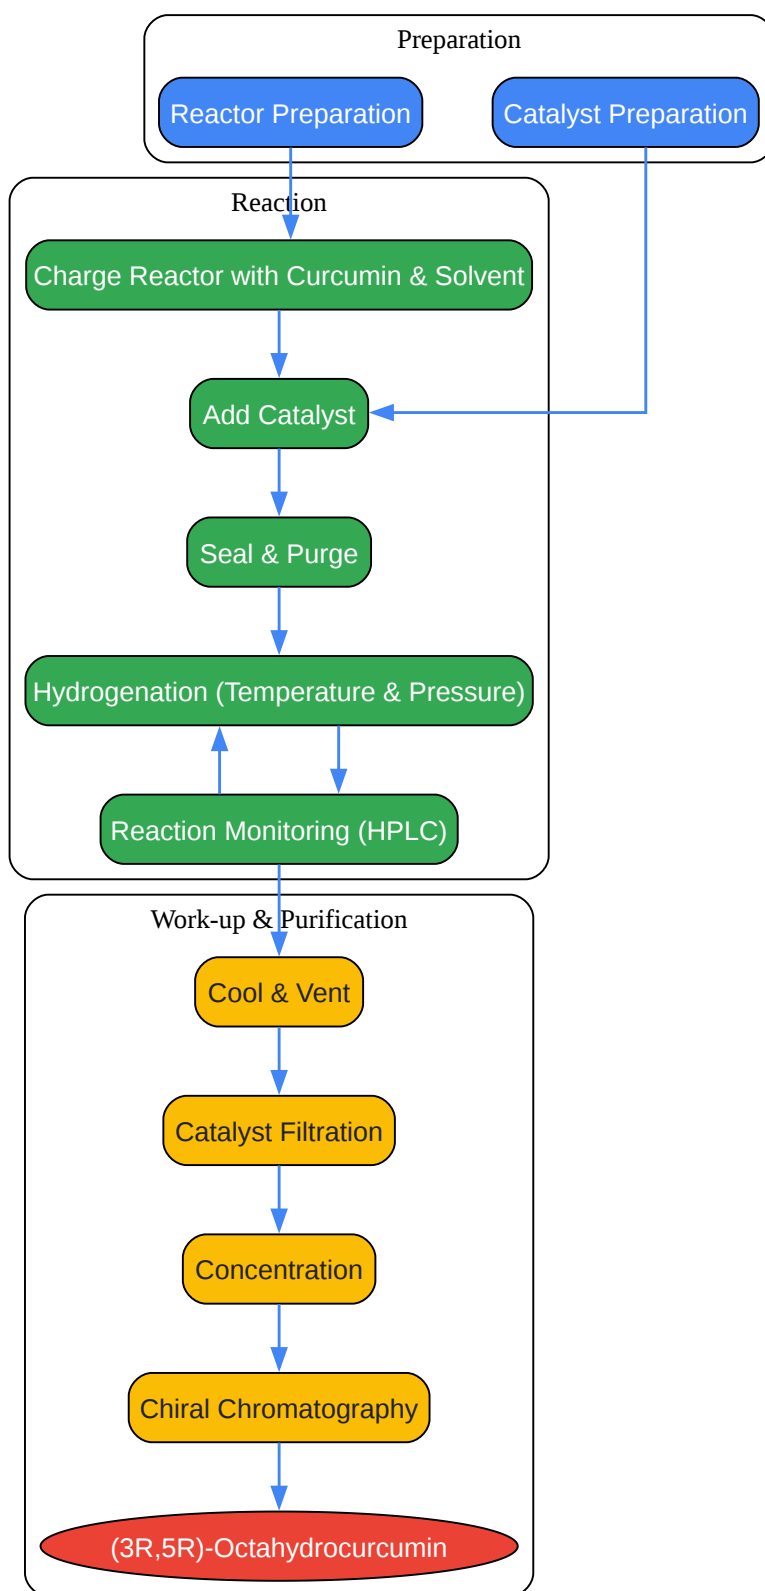 Preparation
Reactor Preparation
Catalyst Preparation
Reaction
Charge Reactor with Curcumin & Solvent
Add Catalyst
Seal & Purge
Hydrogenation (Temperature & Pressure)
Reaction Monitoring (HPLC)
Work-up & Purification
Cool & Vent
Catalyst Filtration
Concentration
Chiral Chromatography
(3R,5R)-Octahydrocurcumin